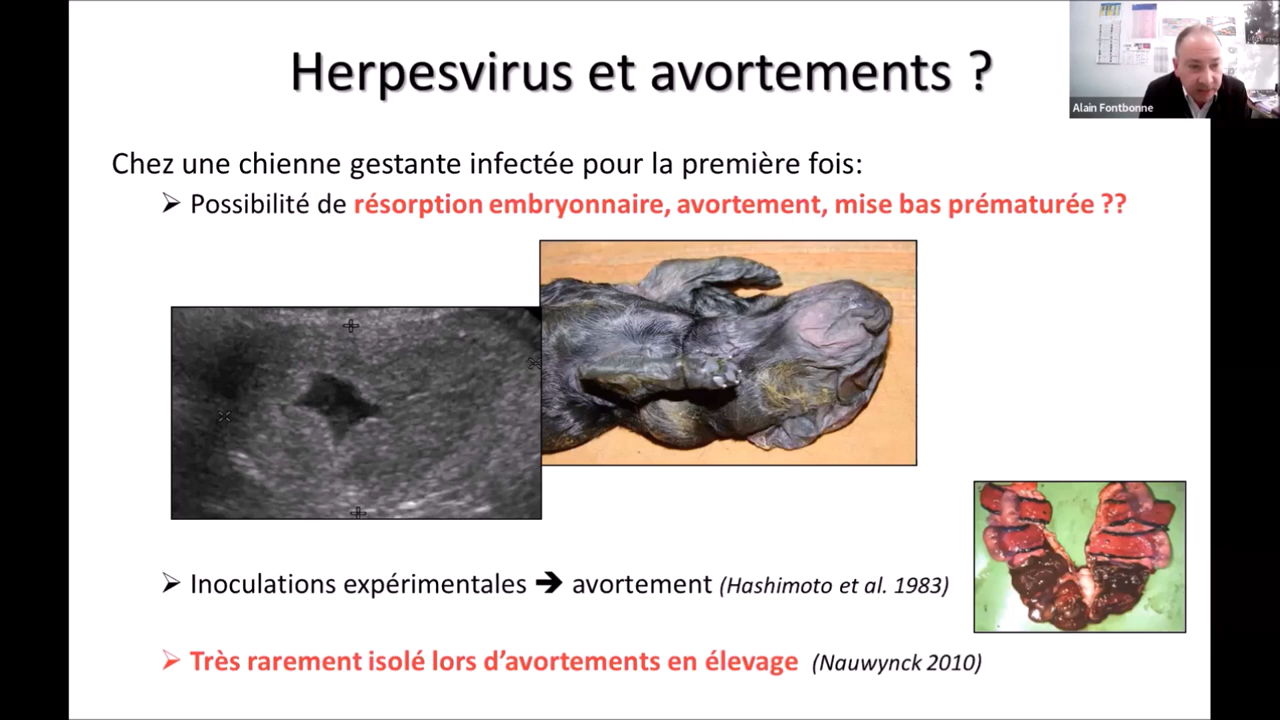 Herpesvirus et avortements ?
Alain Fontbonne
Chez une chienne gestante infectée pour la première fois:
➢ Possibilité de résorption embryonnaire, avortement, mise bas prématurée ??
➢ Inoculations expérimentales ➔ avortement (Hashimoto et al. 1983)
➢ Très rarement isolé lors d’avortements en élevage (Nauwynck 2010)